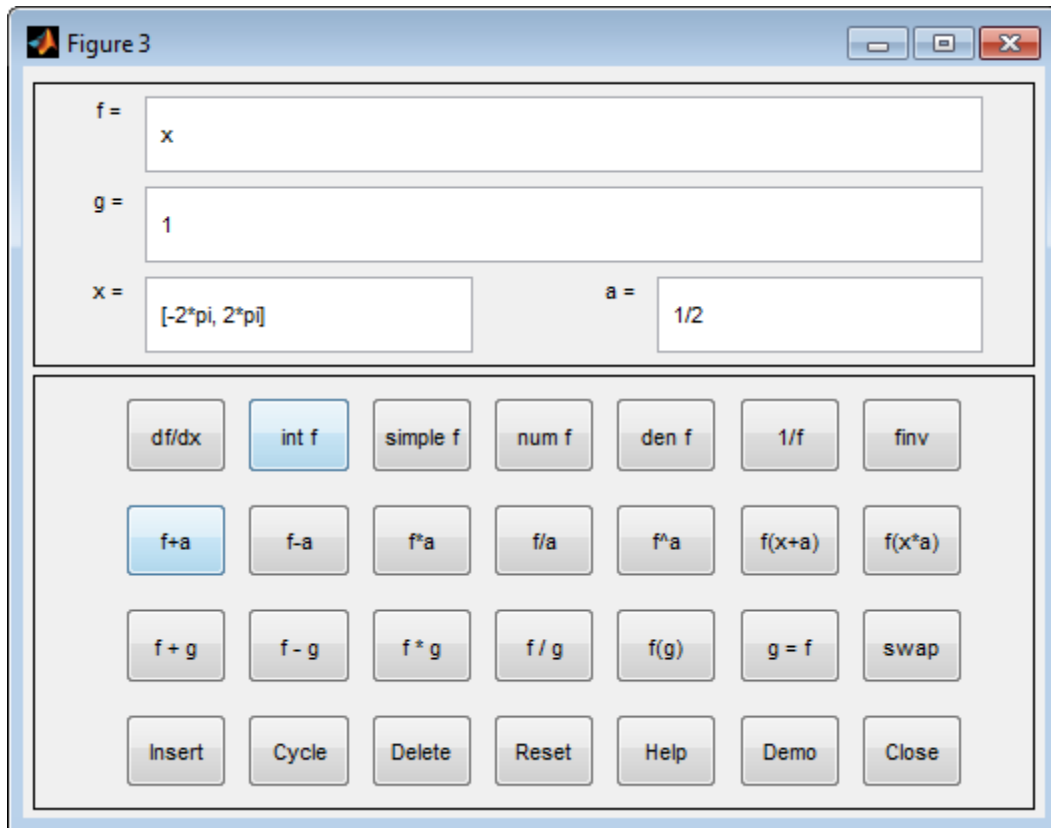 Figure 3
f =
x
g =
1
x =
[-2*pi, 2*pi]
a =
1/2
df/dx int f simple f num f den f 1/f finv
f+a f-a f*a f/a f^a f(x+a) f(x*a)
f + g f - g f * g f / g f(g) g = f swap
Insert Cycle Delete Reset Help Demo Close